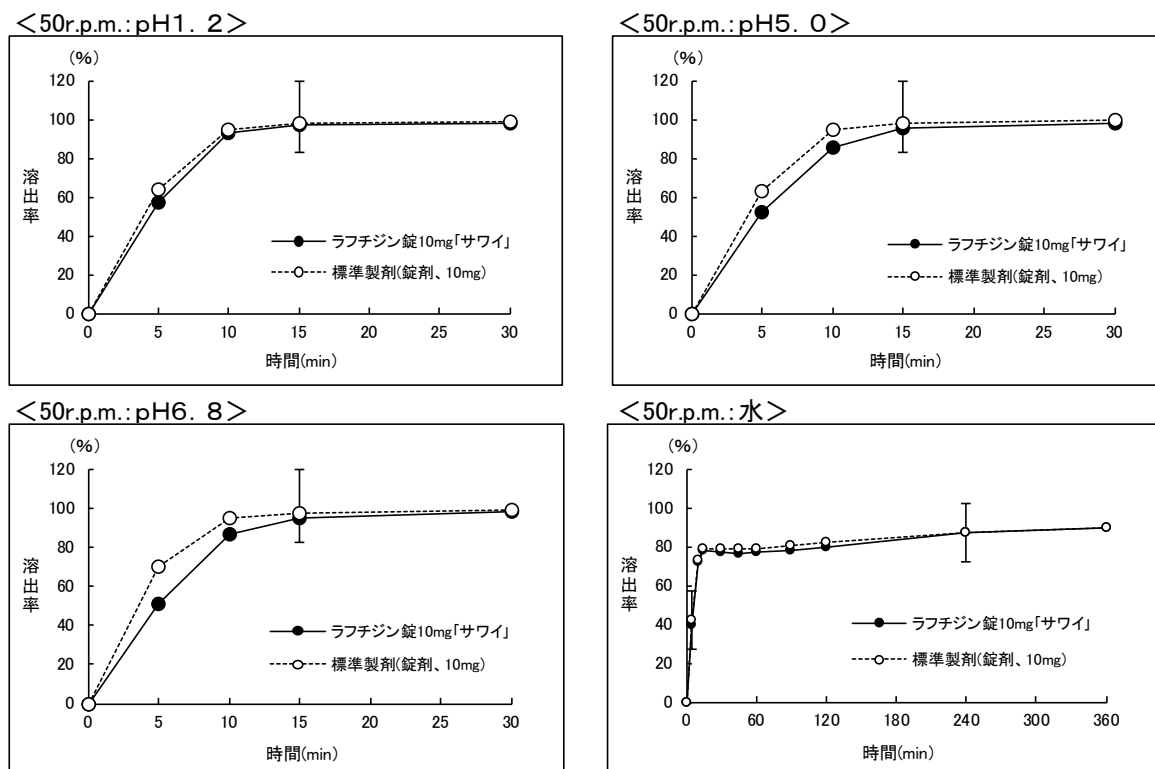 ＜50r.p.m.：pH1．2＞
(％)
120
100
80
60
40
20
0
溶出率
0 5 10 15 20 25 30
時間(min)
ラフチジン錠10mg「サワイ」
標準製剤(錠剤、10mg)
＜50r.p.m.：pH5．0＞
(％)
120
100
80
60
40
20
0
溶出率
0 5 10 15 20 25 30
時間(min)
ラフチジン錠10mg「サワイ」
標準製剤(錠剤、10mg)
＜50r.p.m.：pH6．8＞
(％)
120
100
80
60
40
20
0
溶出率
0 5 10 15 20 25 30
時間(min)
ラフチジン錠10mg「サワイ」
標準製剤(錠剤、10mg)
＜50r.p.m.：水＞
(％)
120
100
80
60
40
20
0
溶出率
0 60 120 180 240 300 360
時間(min)
ラフチジン錠10mg「サワイ」
標準製剤(錠剤、10mg)